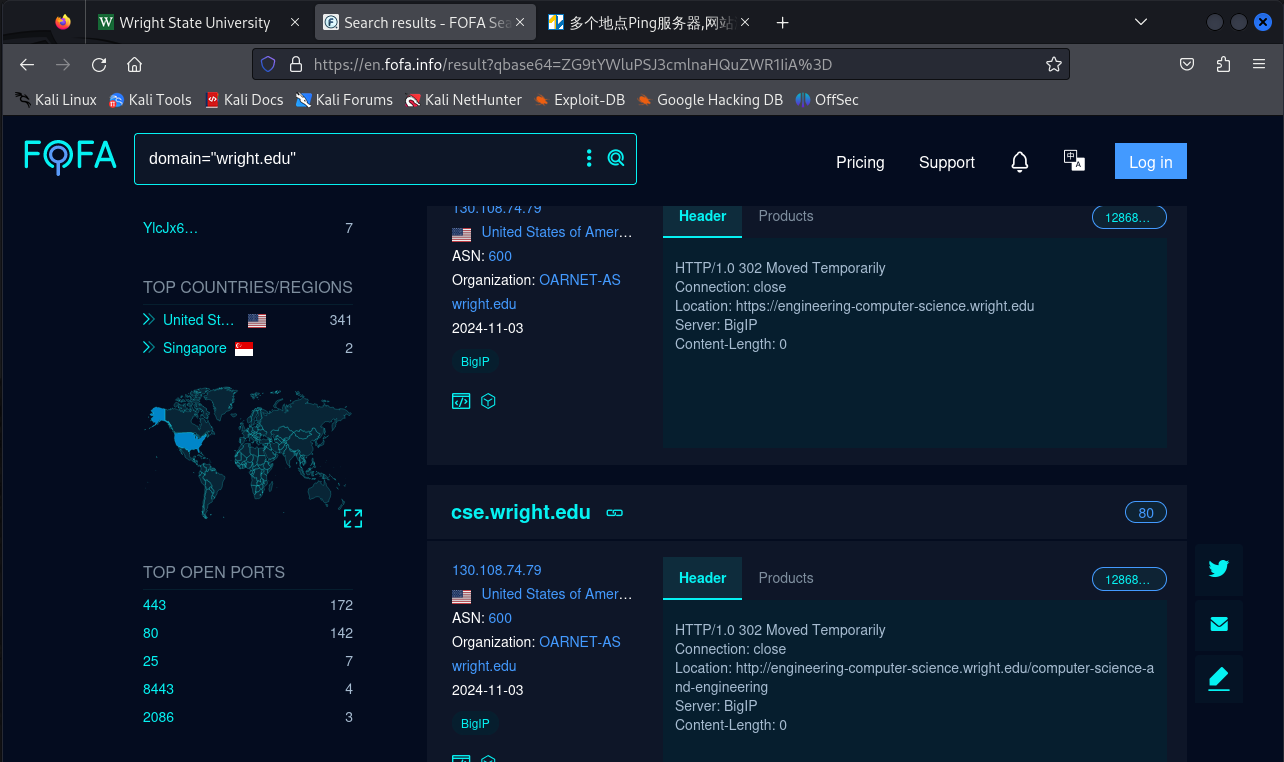 Wright State University
Search results - FOFA Sea
多个地点Ping服务器,网站
https://en.fofa.info/result?qbase64=ZG9tYWluPSJ3cmlnaHQuZWR1IiA%3D
Kali Linux
Kali Tools
Kali Docs
Kali Forums
Kali NetHunter
Exploit-DB
Google Hacking DB
OffSec
FOFA
domain="wright.edu"
Pricing
Support
中 A
Log in
YlcJx6...
7
TOP COUNTRIES/REGIONS
United St...
341
Singapore
2
TOP OPEN PORTS
443
172
80
142
25
7
8443
4
2086
3
130.108.74.79
United States of Amer...
ASN: 600
Organization: OARNET-AS
wright.edu
2024-11-03
BigIP
Header
Products
12868...
HTTP/1.0 302 Moved Temporarily
Connection: close
Location: https://engineering-computer-science.wright.edu
Server: BigIP
Content-Length: 0
cse.wright.edu
80
130.108.74.79
United States of Amer...
ASN: 600
Organization: OARNET-AS
wright.edu
2024-11-03
BigIP
Header
Products
12868...
HTTP/1.0 302 Moved Temporarily
Connection: close
Location: http://engineering-computer-science.wright.edu/computer-science-a
nd-engineering
Server: BigIP
Content-Length: 0